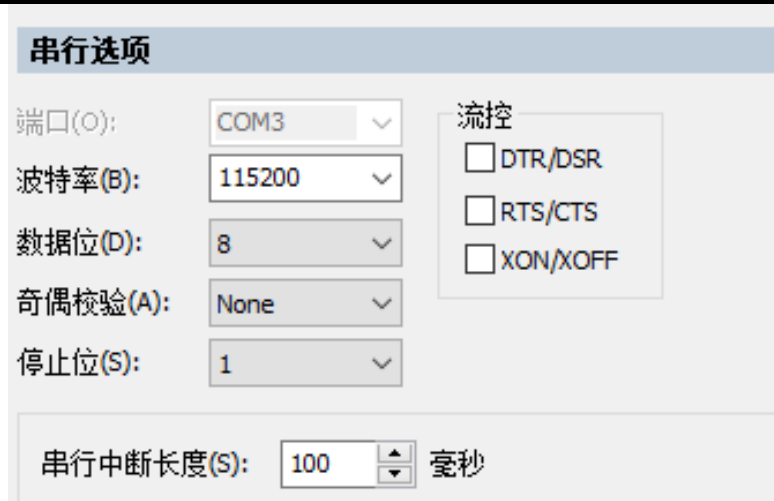 串行选项
端口(O): COM3
波特率(B): 115200
数据位(D): 8
奇偶校验(A): None
停止位(S): 1
流控
DTR/DSR
RTS/CTS
XON/XOFF
串行中断长度(S): 100 毫秒